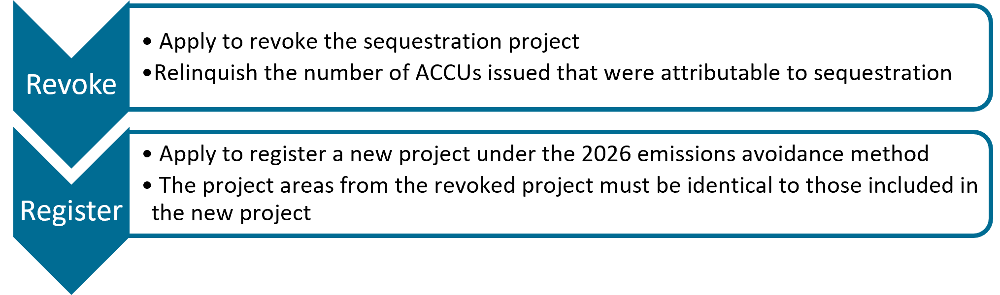 Revoke
• Apply to revoke the sequestration project
•Relinquish the number of ACCUs issued that were attributable to sequestration
Register
• Apply to register a new project under the 2026 emissions avoidance method
• The project areas from the revoked project must be identical to those included in
the new project